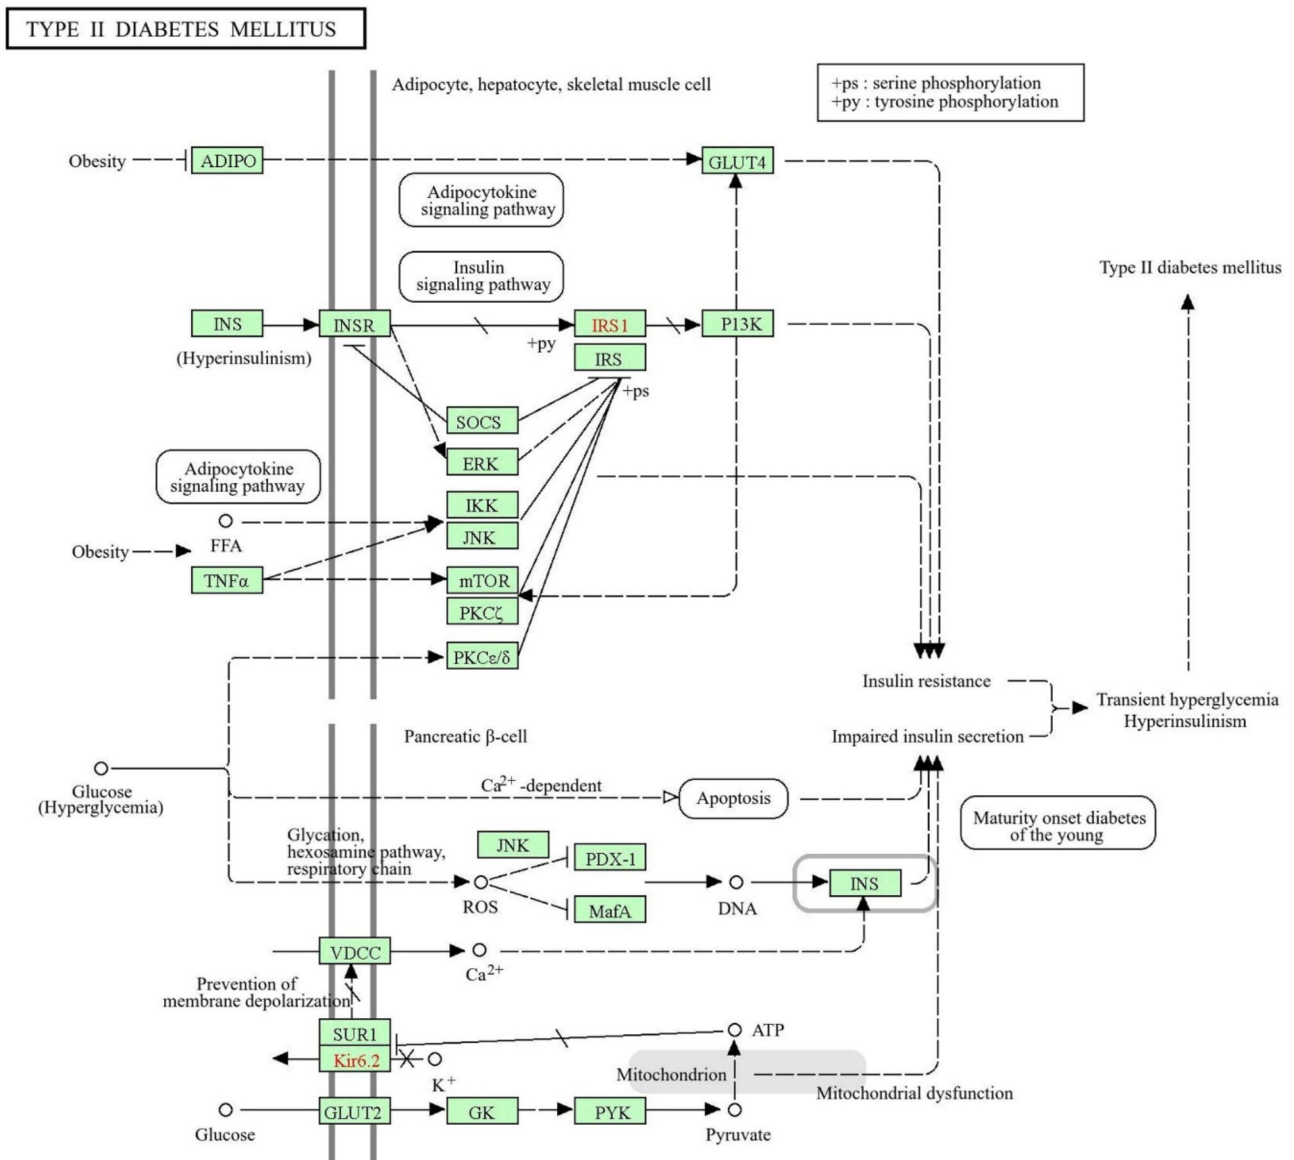 TYPE II DIABETES MELLITUS
Adipocyte, hepatocyte, skeletal muscle cell
+ps : serine phosphorylation
+py : tyrosine phosphorylation
Obesity
ADIPO
GLUT4
Adipocytokine
signaling pathway
Insulin
signaling pathway
Type II diabetes mellitus
INS
INSR
IRS1
P13K
(Hyperinsulinism)
+py
IRS
+ps
SOCS
ERK
Adipocytokine
signaling pathway
IKK
FFA
JNK
Obesity
TNFα
mTOR
PKCζ
PKCε/δ
Insulin resistance
Transient hyperglycemia
Hyperinsulinism
Pancreatic β-cell
Impaired insulin secretion
Glucose
(Hyperglycemia)
Ca2+ -dependent
Apoptosis
Maturity onset diabetes
of the young
Glycation,
hexosamine pathway,
respiratory chain
JNK
PDX-1
ROS
MafA
DNA
INS
VDCC
Ca2+
Prevention of
membrane depolarization
SUR1
ATP
Kir6.2
K+
Mitochondrion
Mitochondrial dysfunction
Glucose
GLUT2
GK
PYK
Pyruvate